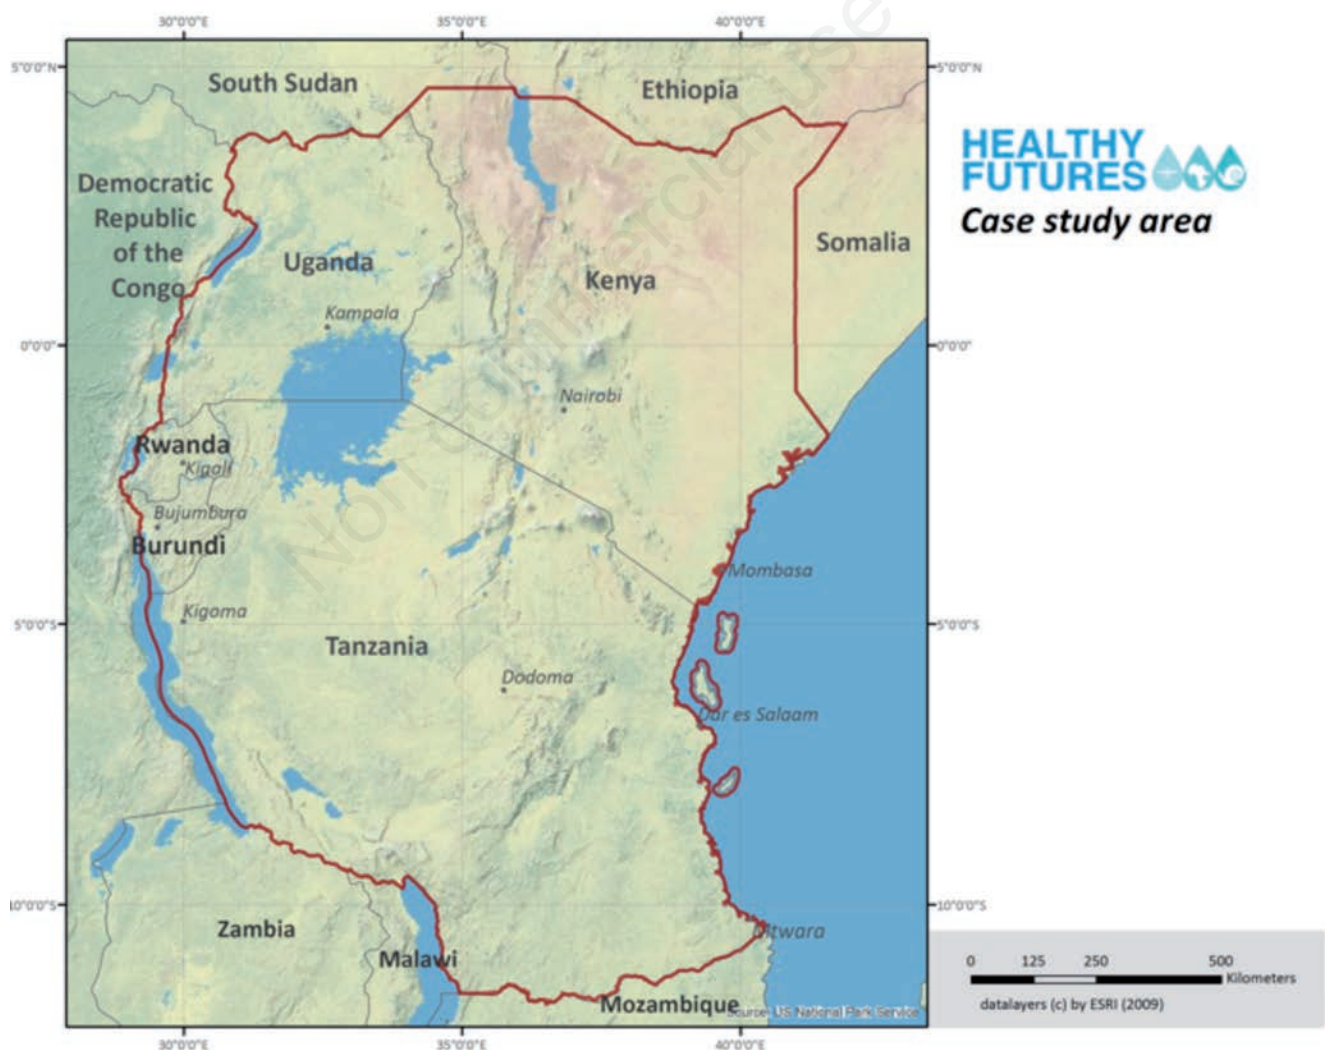 30°0'0"E
35°0'0"E
40°0'0"E
5°0'0"N
5°0'0"N
South Sudan
Ethiopia
HEALTHY
FUTURES
Case study area
Democratic
Republic
of the
Congo
Somalia
Uganda
Kenya
Kampala
0°0'0"
0°0'0"
Nairobi
Rwanda
Kigali
Bujumbura
Burundi
Mombasa
Kigoma
5°0'0"S
5°0'0"S
Tanzania
Dodoma
Dar es Salaam
10°0'0"S
10°0'0"S
Zambia
Mtwara
Malawi
0 125 250 500
Kilometers
Mozambique
Source: US National Park Service
datalayers (c) by ESRI (2009)
30°0'0"E
35°0'0"E
40°0'0"E
Non commercial use